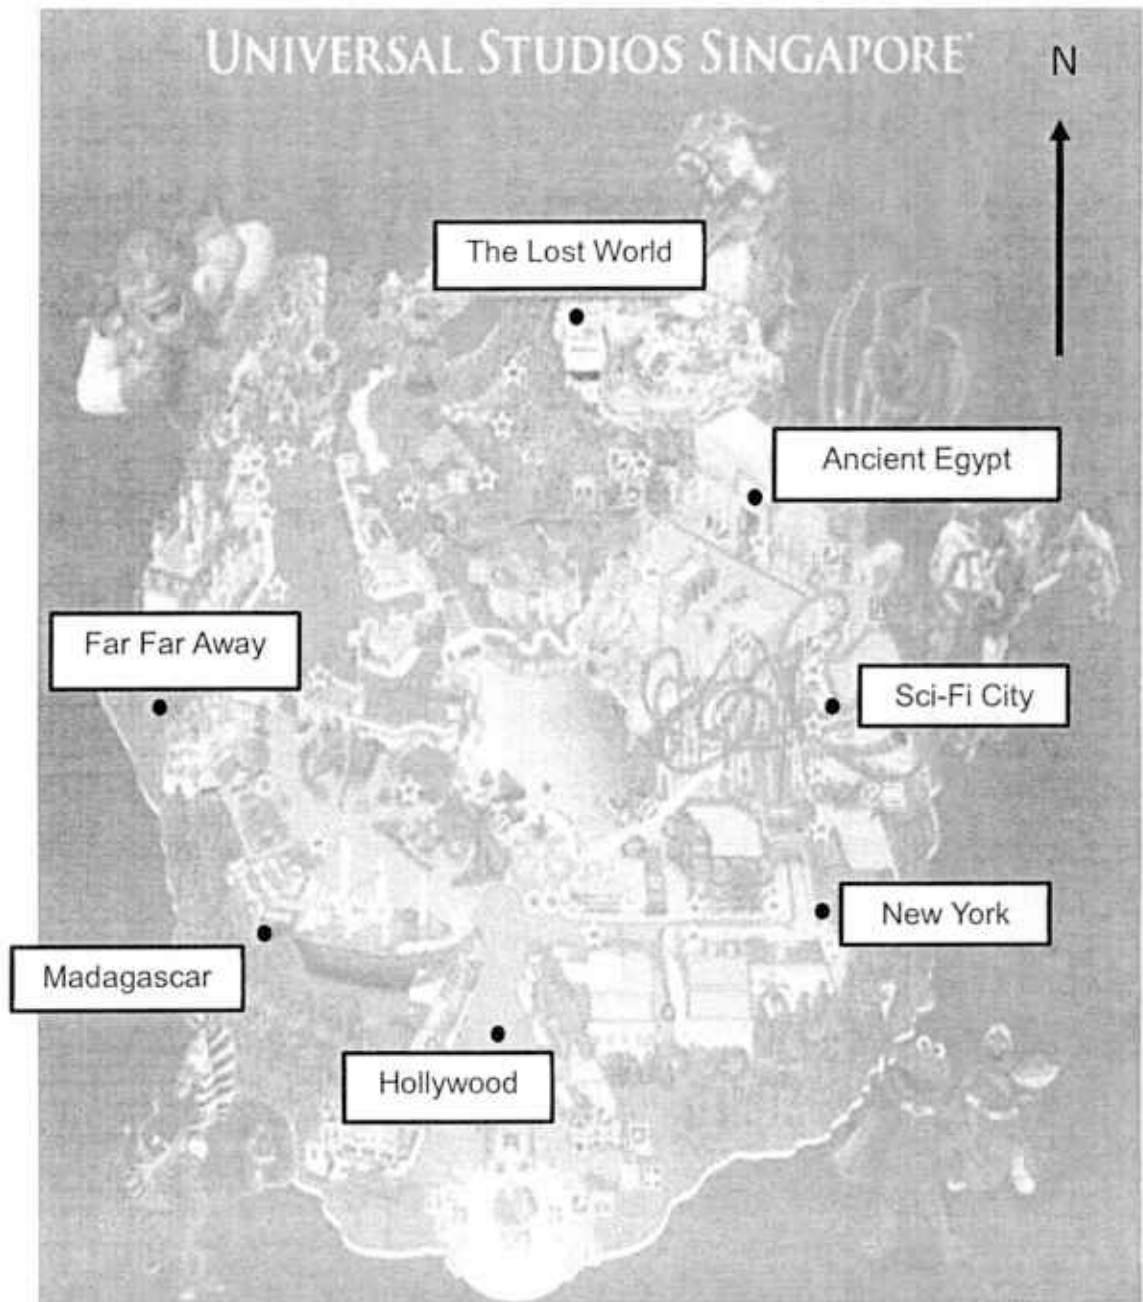 UNIVERSAL STUDIOS SINGAPORE
N
The Lost World
Ancient Egypt
Far Far Away
Sci-Fi City
New York
Madagascar
Hollywood